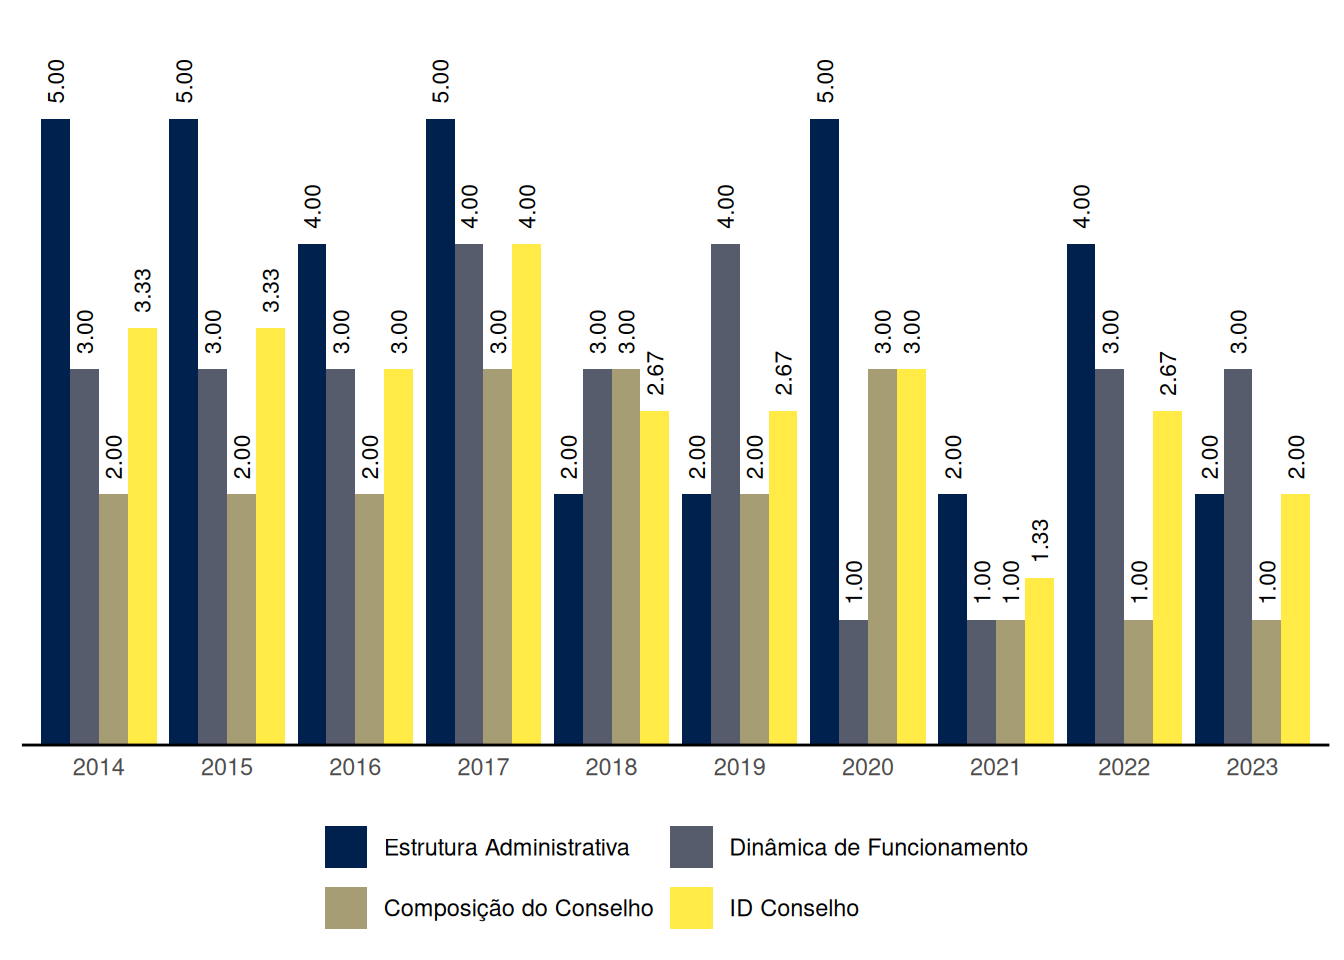 5.00 3.00 2.00 3.33 5.00 3.00 2.00 3.33 4.00 3.00 2.00 3.00 5.00 4.00 3.00 4.00 2.00 3.00 3.00 2.67 2.00 4.00 2.00 2.67 5.00 1.00 3.00 3.00 2.00 1.00 1.00 1.33 4.00 3.00 1.00 2.67 2.00 3.00 1.00 2.00
2014 2015 2016 2017 2018 2019 2020 2021 2022 2023
Estrutura Administrativa Dinâmica de Funcionamento
Composição do Conselho ID Conselho